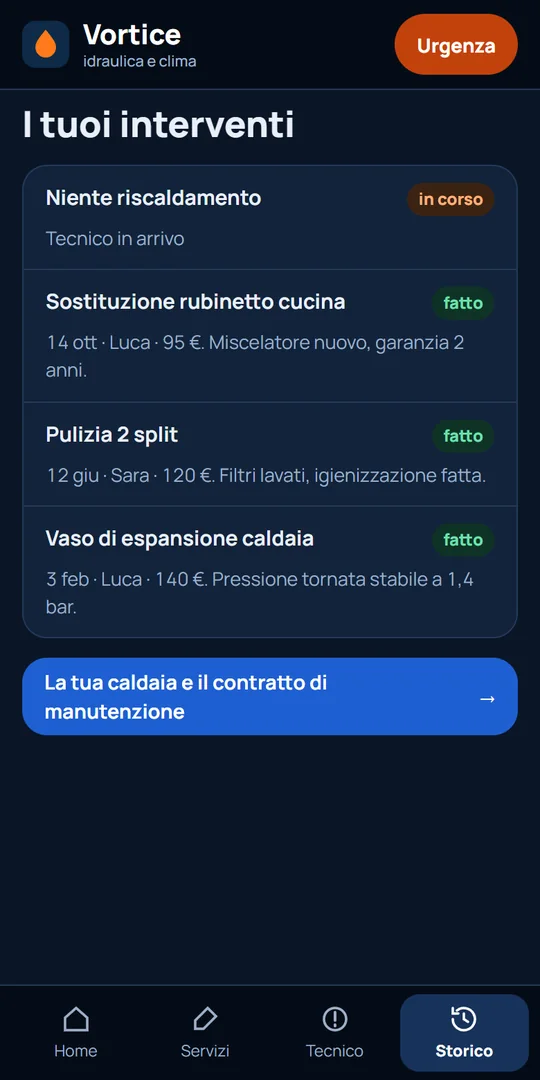 Vortice
idraulica e clima
Urgenza
I tuoi interventi
Niente riscaldamento
in corso
Tecnico in arrivo
Sostituzione rubinetto cucina
fatto
14 ott · Luca · 95 €. Miscelatore nuovo, garanzia 2
anni.
Pulizia 2 split
fatto
12 giu · Sara · 120 €. Filtri lavati, igienizzazione fatta.
Vaso di espansione caldaia
fatto
3 feb · Luca · 140 €. Pressione tornata stabile a 1,4
bar.
La tua caldaia e il contratto di
manutenzione
→
Home
Servizi
Tecnico
Storico